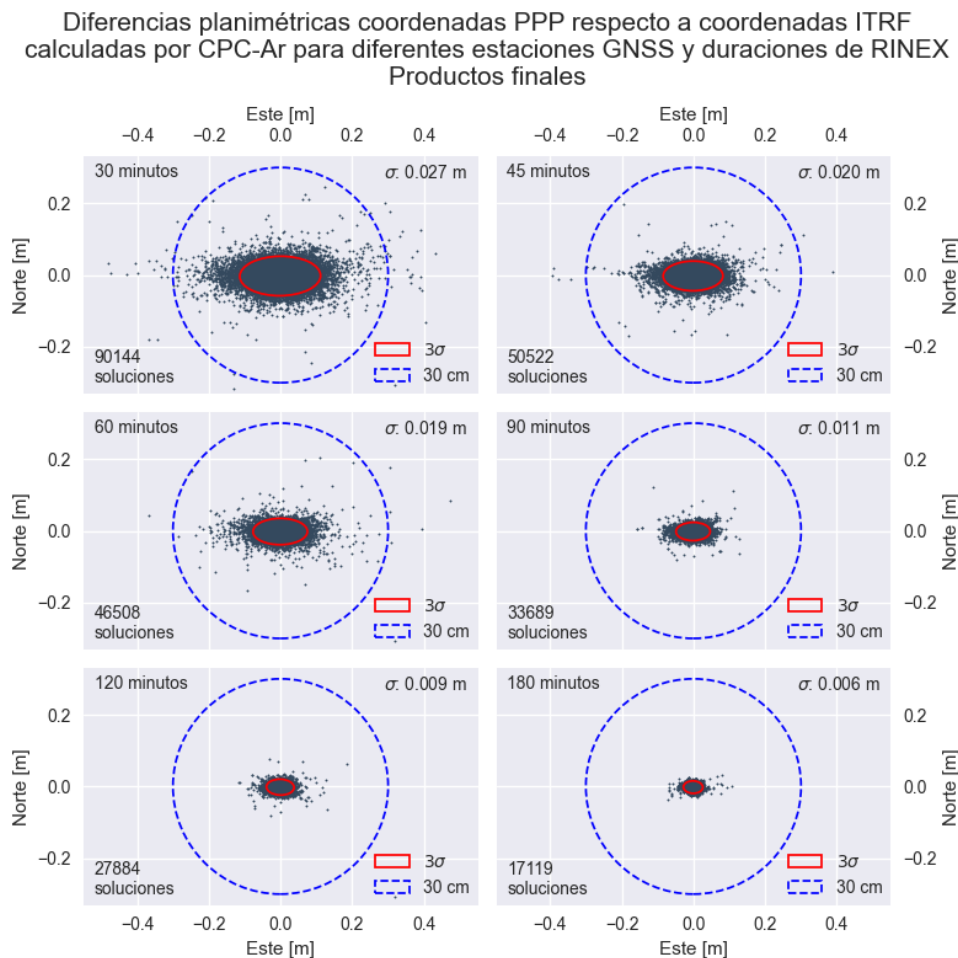 Diferencias planimétricas coordenadas PPP respecto a coordenadas ITRF
calculadas por CPC-Ar para diferentes estaciones GNSS y duraciones de RINEX
Productos finales
Este [m]
Este [m]
−0.4 −0.2 0.0 0.2 0.4
−0.4 −0.2 0.0 0.2 0.4
30 minutos
σ: 0.027 m
0.2
0.0
−0.2
Norte [m]
90144
soluciones
3σ
30 cm
45 minutos
σ: 0.020 m
0.2
0.0
−0.2
Norte [m]
50522
soluciones
3σ
30 cm
60 minutos
σ: 0.019 m
0.2
0.0
−0.2
Norte [m]
46508
soluciones
3σ
30 cm
90 minutos
σ: 0.011 m
0.2
0.0
−0.2
Norte [m]
33689
soluciones
3σ
30 cm
120 minutos
σ: 0.009 m
0.2
0.0
−0.2
Norte [m]
27884
soluciones
3σ
30 cm
180 minutos
σ: 0.006 m
0.2
0.0
−0.2
Norte [m]
17119
soluciones
3σ
30 cm
−0.4 −0.2 0.0 0.2 0.4
−0.4 −0.2 0.0 0.2 0.4
Este [m]
Este [m]